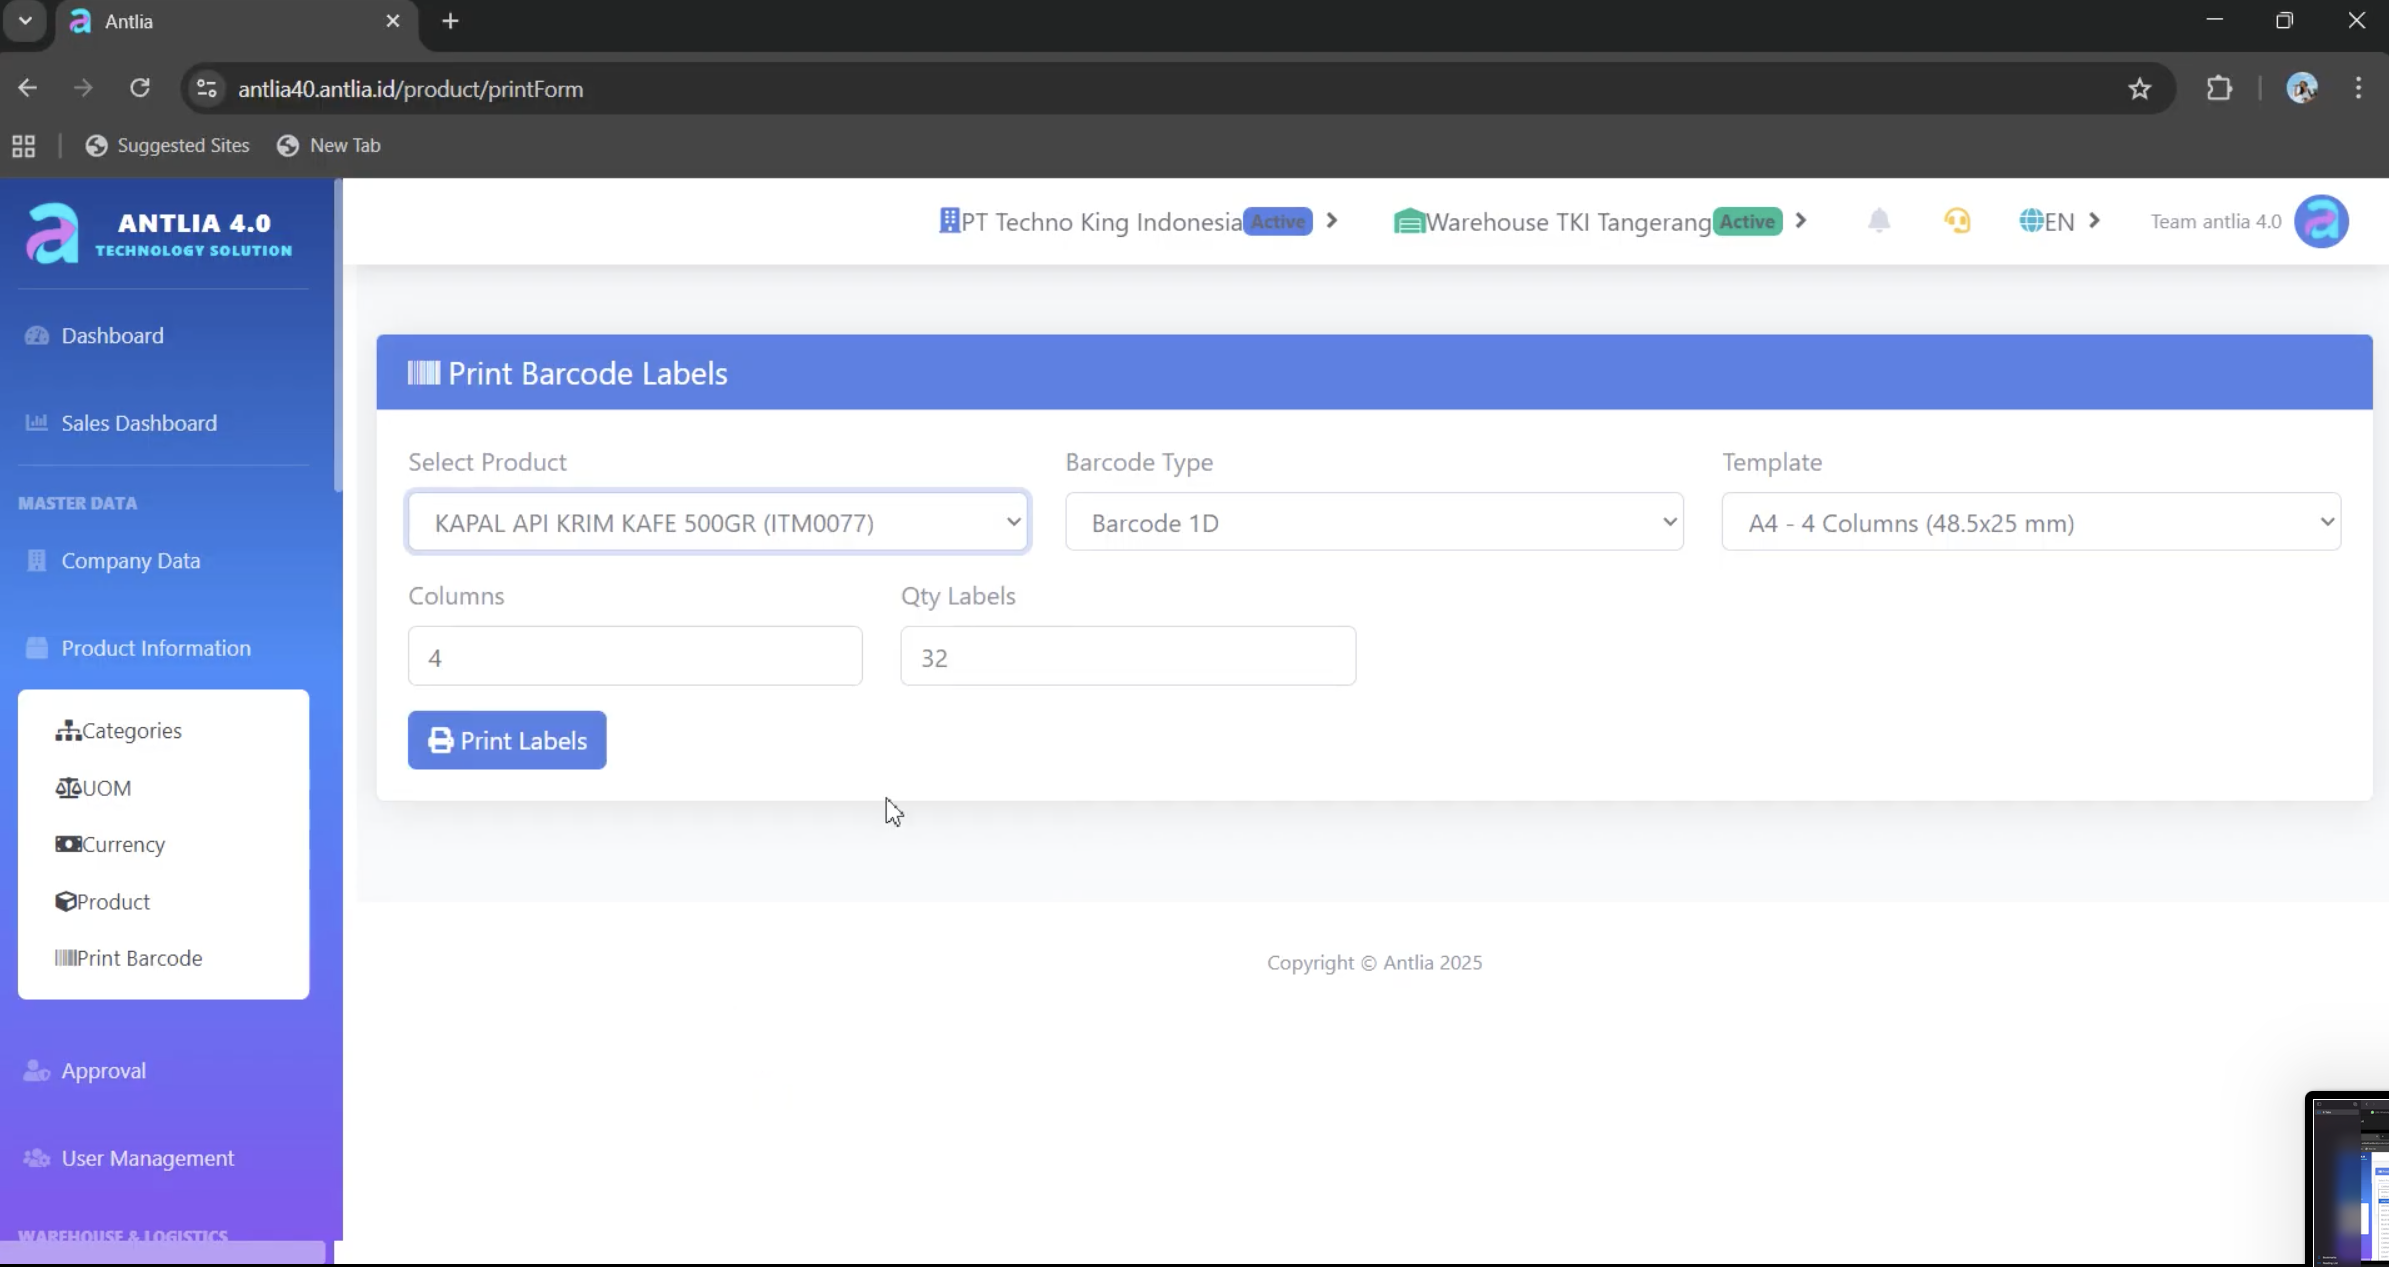 Antlia
antlia40.antlia.id/product/printForm
Suggested Sites
New Tab
ANTLIA 4.0
TECHNOLOGY SOLUTION
PT Techno King Indonesia Active
Warehouse TKI Tangerang Active
EN
Team antlia 4.0
Dashboard
Sales Dashboard
MASTER DATA
Company Data
Product Information
Categories
UOM
Currency
Product
Print Barcode
Approval
User Management
WAREHOUSE & LOGISTICS
Print Barcode Labels
Select Product
Barcode Type
Template
KAPAL API KRIM KAFE 500GR (ITM0077)
Barcode 1D
A4 - 4 Columns (48.5x25 mm)
Columns
Qty Labels
4
32
Print Labels
Copyright © Antlia 2025